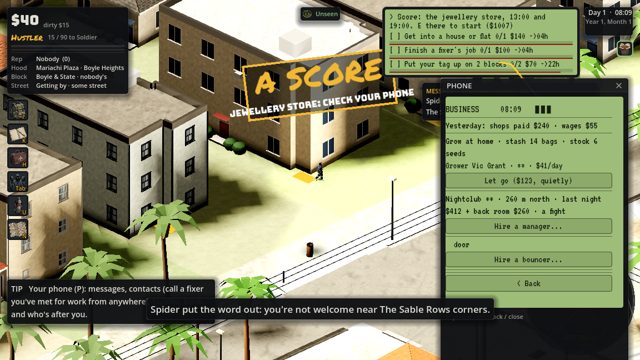 $40 dirty $15
HUSTLER 15 / 90 to Soldier
Rep Nobody (0)
Hood Mariachi Plaza · Boyle Heights
Block Boyle & State · nobody's
Street Getting by · some street
Unseen
> Score: the jewellery store, 13:00 and
19:00. E there to start ($1007)
[ ] Get into a house or flat 0/1 $140 →04h
[ ] Finish a fixer's job 0/1 $100 →04h
[ ] Put your tag up on 2 blocks 0/2 $70 →22h
Day 1 · 08:09
Year 1, Month 1
A SCORE
JEWELLERY STORE: CHECK YOUR PHONE
MES
Spid
The
PHONE
BUSINESS 08:09
Yesterday: shops paid $240 · wages $55
Grow at home · stash 14 bags · stock 6
seeds
Grower Vic Grant · ** · $41/day
Let go ($123, quietly)
Nightclub ** · 260 m north · last night
$412 + back room $260 · a fight
Hire a manager...
door
Hire a bouncer...
< Back
H
Tab
U
TIP Your phone (P): messages, contacts (call a fixer
you've met for work from anywhere
and who's after you.
Spider put the word out: you're not welcome near The Sable Rows corners.
/ close